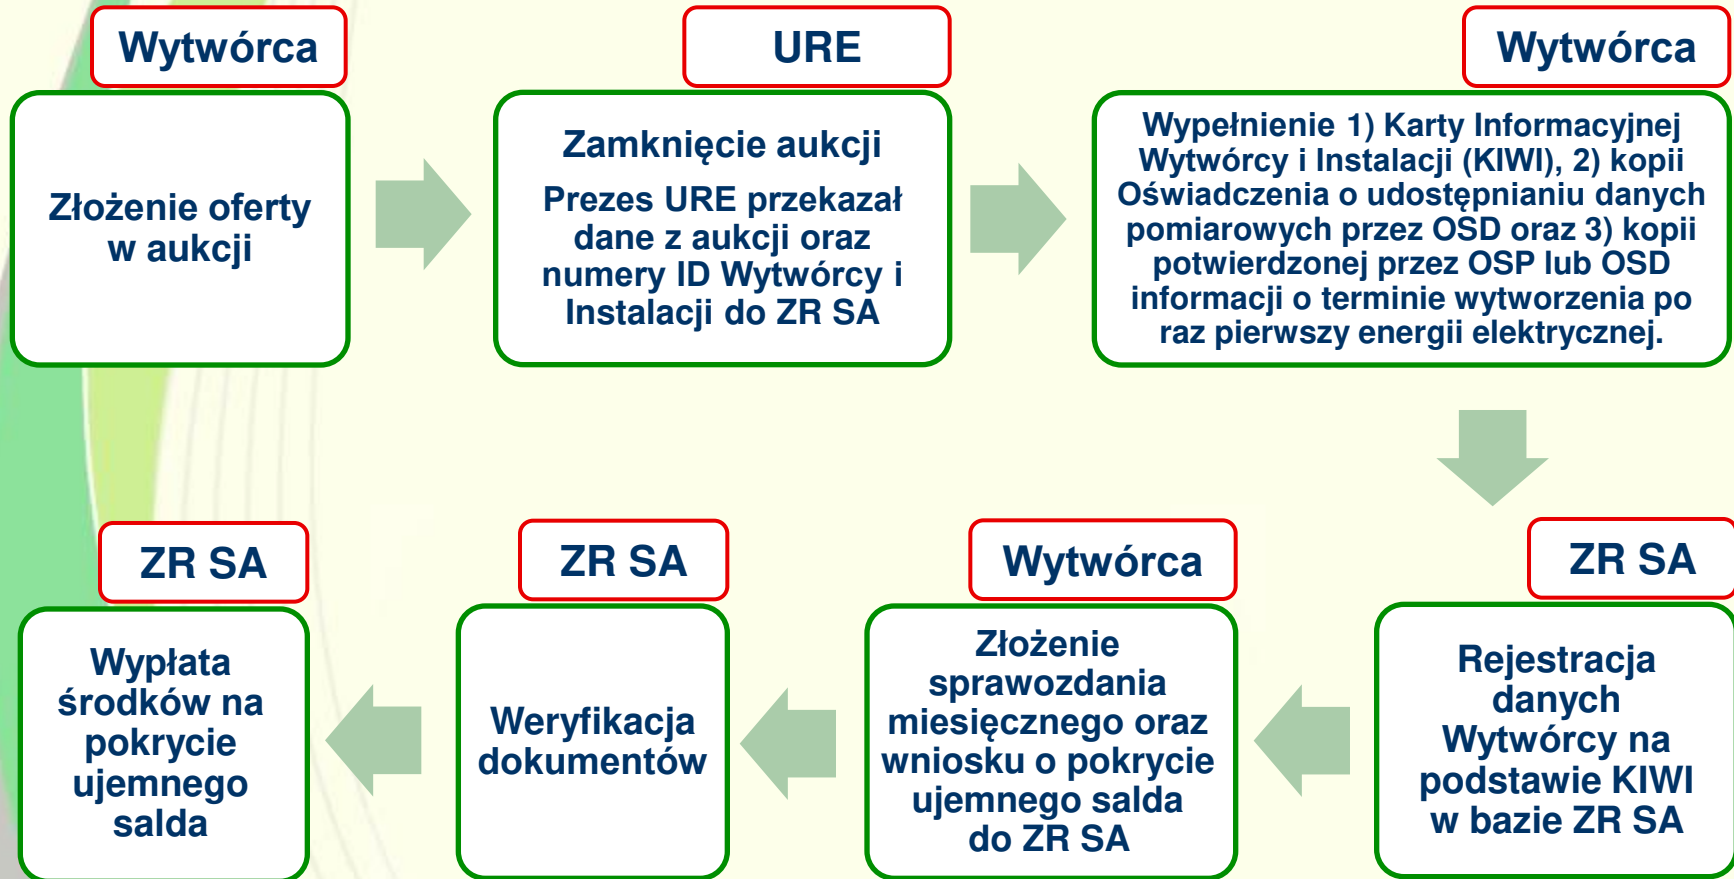 Wytwórca
Złożenie oferty
w aukcji
URE
Zamknięcie aukcji
Prezes URE przekazał
dane z aukcji oraz
numery ID Wytwórcy i
Instalacji do ZR SA
Wytwórca
Wypełnienie 1) Karty Informacyjnej
Wytwórcy i Instalacji (KIWI), 2) kopii
Oświadczenia o udostępnianiu danych
pomiarowych przez OSD oraz 3) kopii
potwierdzonej przez OSP lub OSD
informacji o terminie wytworzenia po
raz pierwszy energii elektrycznej.
ZR SA
Rejestracja
danych
Wytwórcy na
podstawie KIWI
w bazie ZR SA
Wytwórca
Złożenie
sprawozdania
miesięcznego oraz
wniosku o pokrycie
ujemnego salda
do ZR SA
ZR SA
Weryfikacja
dokumentów
ZR SA
Wypłata
środków na
pokrycie
ujemnego
salda